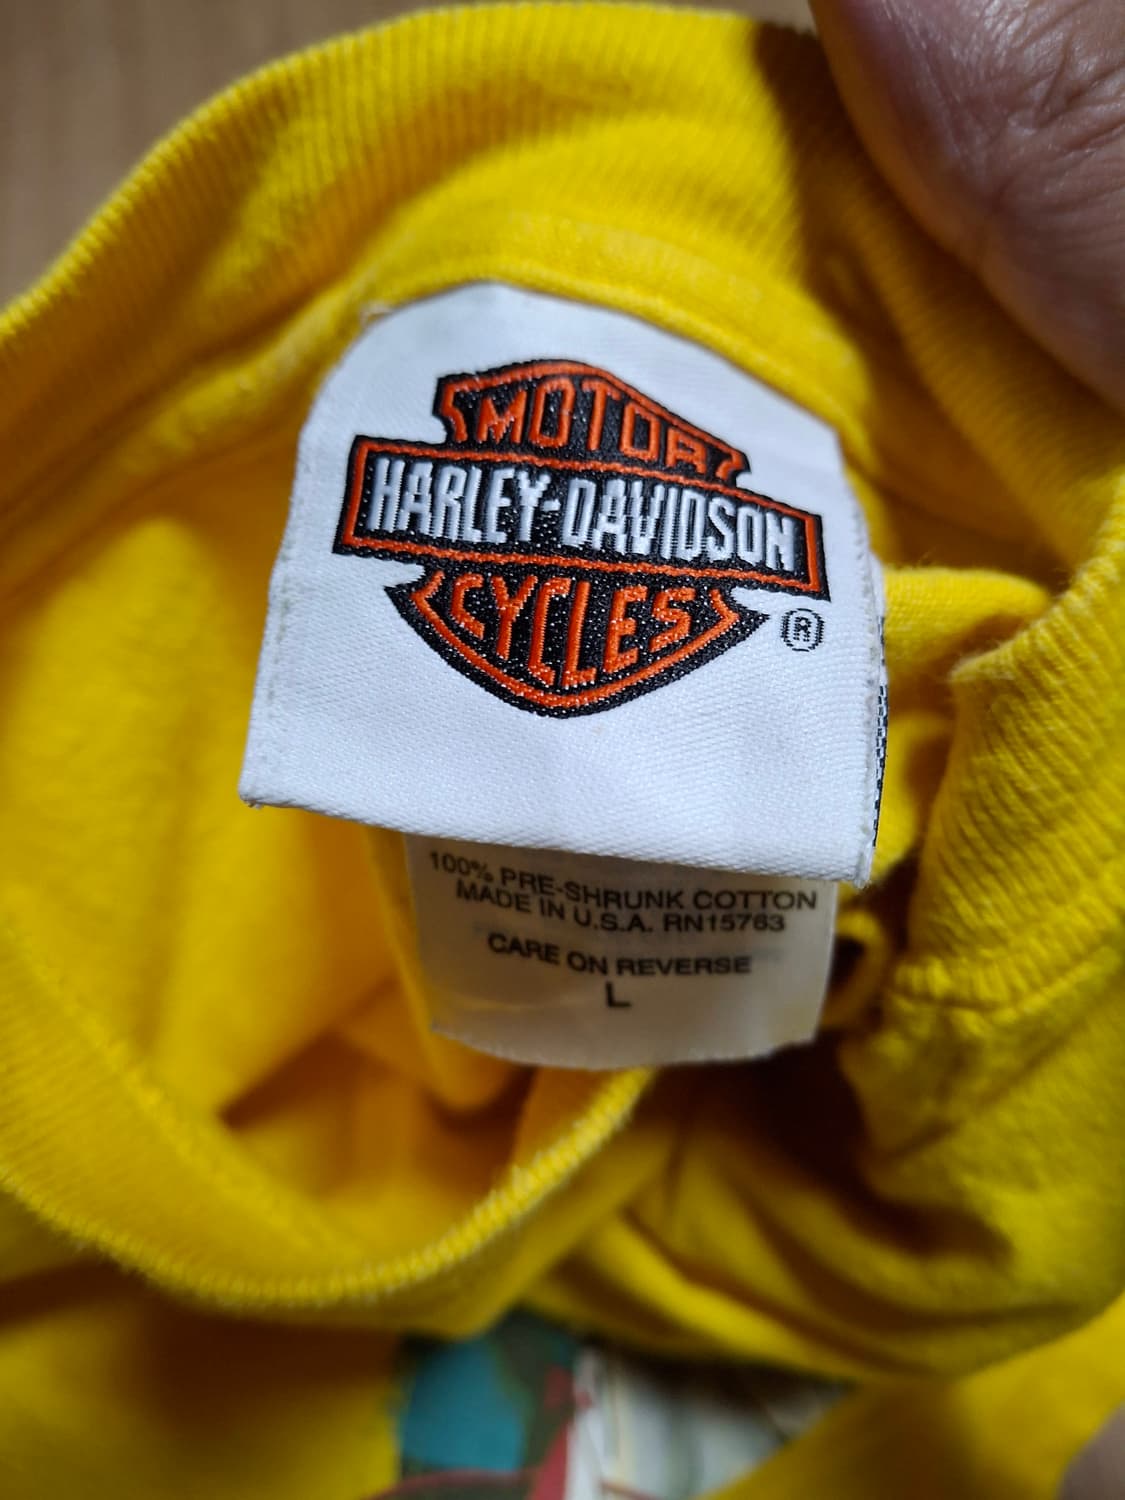 MOTOR
HARLEY-DAVIDSON
CYCLES
®
100% PRE-SHRUNK COTTON
MADE IN U.S.A. RN15763
CARE ON REVERSE
L